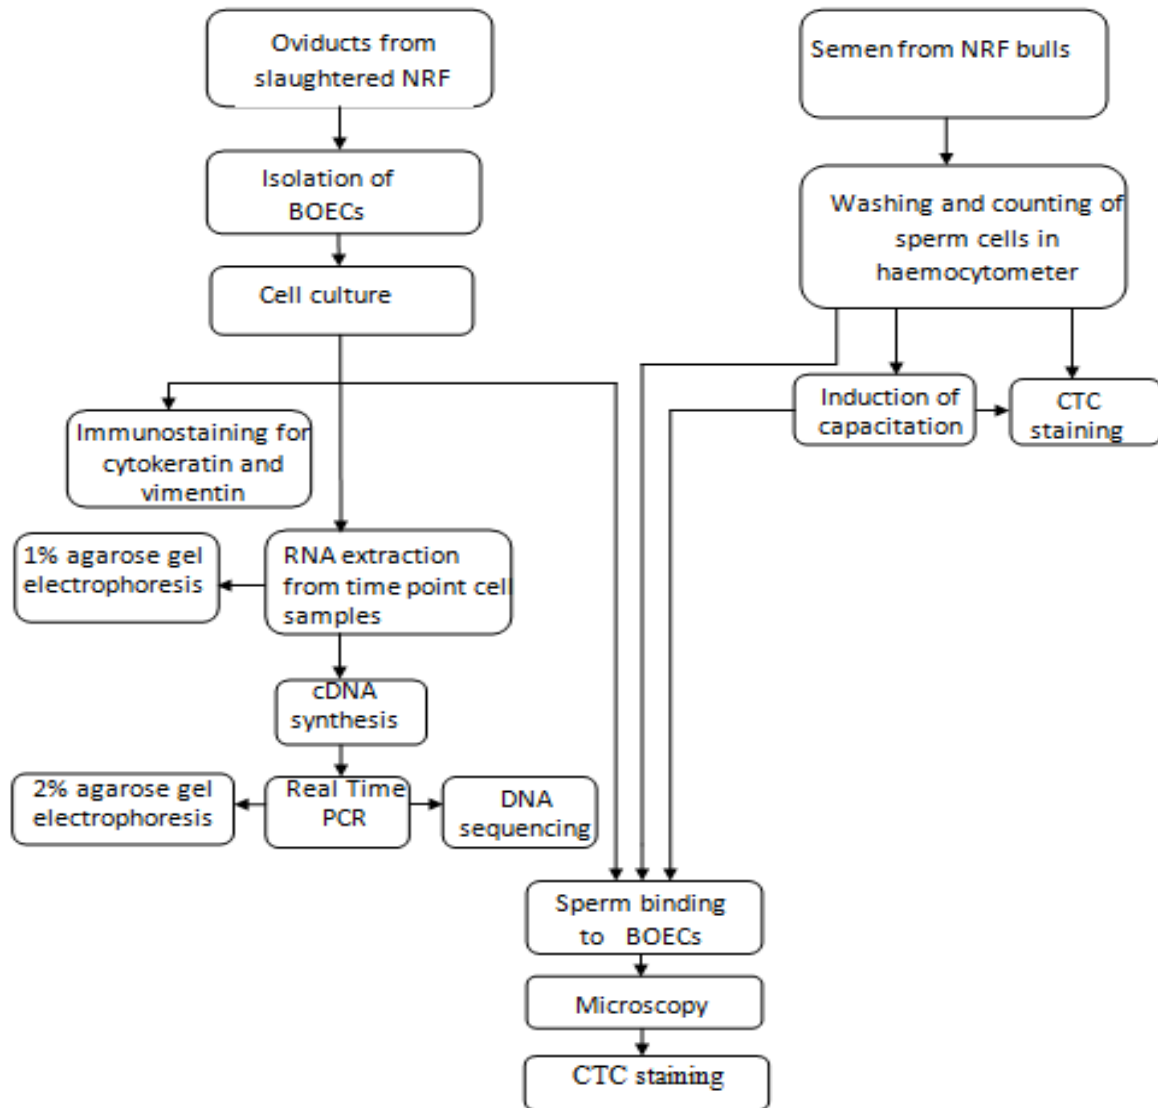 Oviducts from
slaughtered NRF
Semen from NRF bulls
Isolation of
BOECs
Washing and counting of
sperm cells in
haemocytometer
Cell culture
Induction of
capacitation
CTC
staining
Immunostaining for
cytokeratin and
vimentin
1% agarose gel
electrophoresis
RNA extraction
from time point cell
samples
cDNA
synthesis
2% agarose gel
electrophoresis
Real Time
PCR
DNA
sequencing
Sperm binding
to BOECs
Microscopy
CTC staining